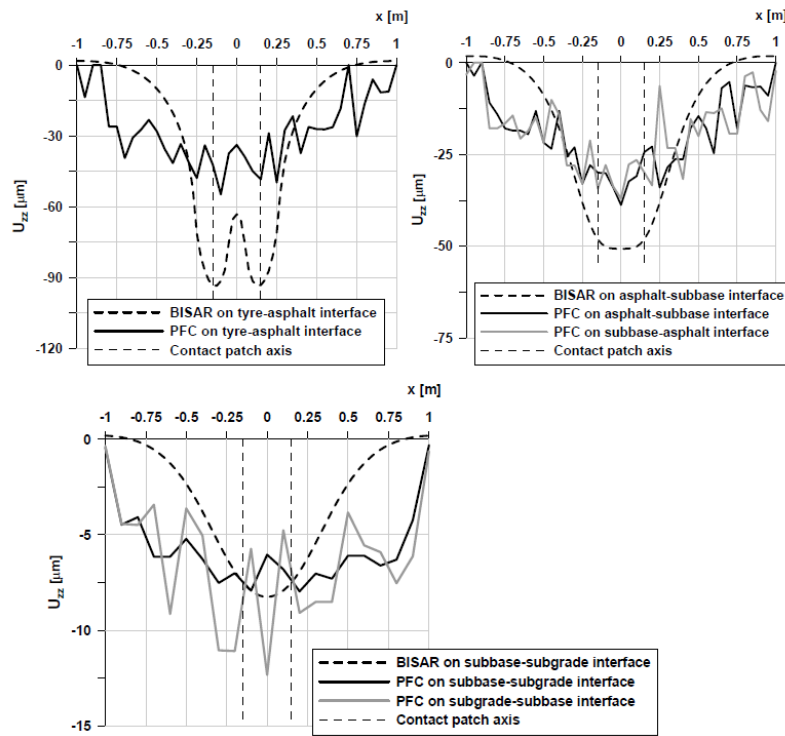 x [m]
-1 -0.75 -0.5 -0.25 0 0.25 0.5 0.75 1
0
-30
-60
-90
-120
Uzz [μm]
BISAR on tyre-asphalt interface
PFC on tyre-asphalt interface
Contact patch axis
x [m]
-1 -0.75 -0.5 -0.25 0 0.25 0.5 0.75 1
0
-25
-50
-75
Uzz [μm]
BISAR on asphalt-subbase interface
PFC on asphalt-subbase interface
PFC on subbase-asphalt interface
Contact patch axis
x [m]
-1 -0.75 -0.5 -0.25 0 0.25 0.5 0.75 1
0
-5
-10
-15
Uzz [μm]
BISAR on subbase-subgrade interface
PFC on subbase-subgrade interface
PFC on subgrade-subbase interface
Contact patch axis